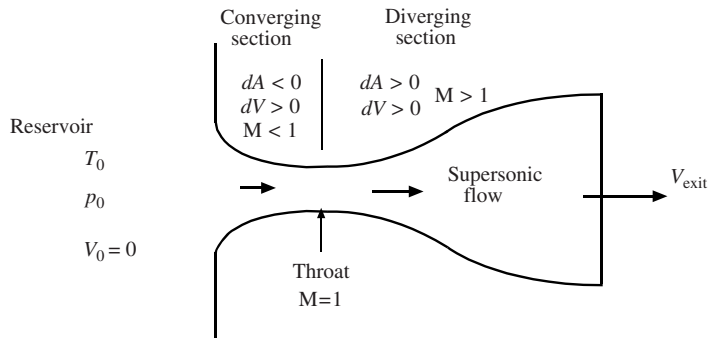 Converging
section
Diverging
section
dA < 0
dV > 0
M < 1
dA > 0
dV > 0
M > 1
Reservoir
T₀
p₀
V₀ = 0
Supersonic
flow
V_exit
Throat
M=1